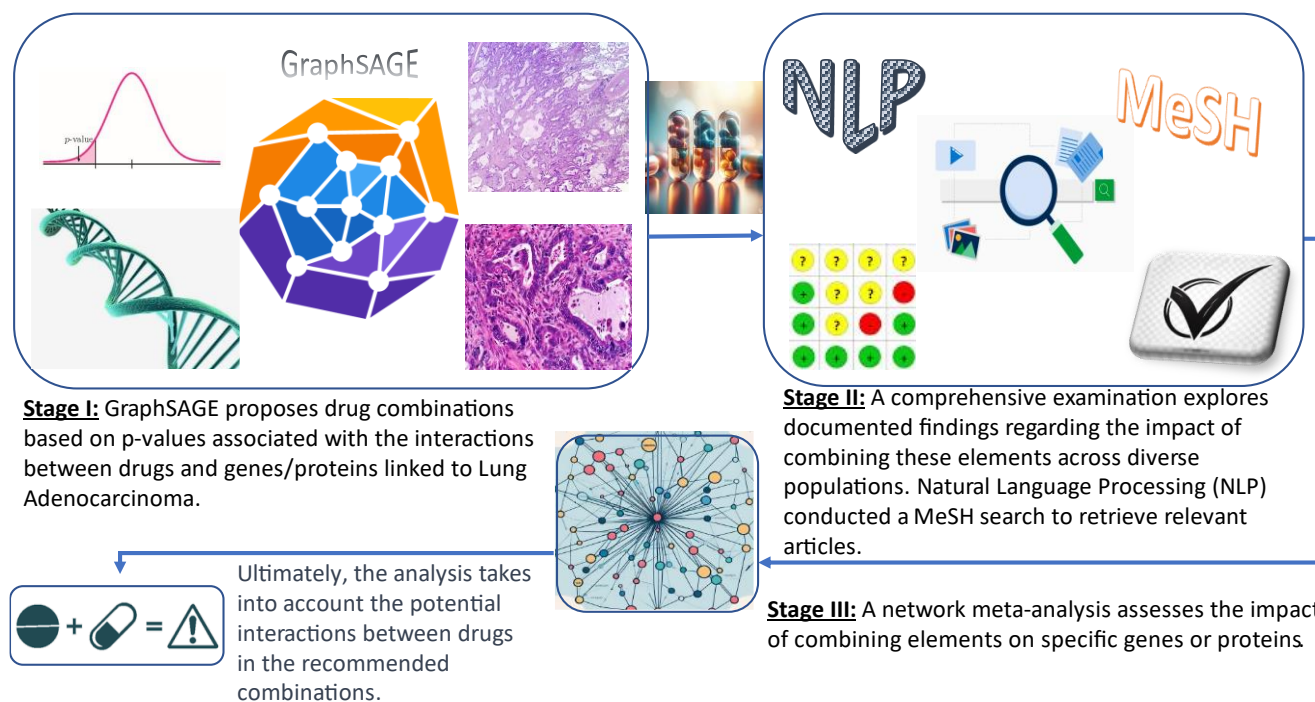 GraphSAGE
p-value
NLP
MeSH
? ? ? ?
+ ? ? -
+ ? +
+ + + +
Stage I: GraphSAGE proposes drug combinations
based on p-values associated with the interactions
between drugs and genes/proteins linked to Lung
Adenocarcinoma.
Stage II: A comprehensive examination explores
documented findings regarding the impact of
combining these elements across diverse
populations. Natural Language Processing (NLP)
conducted a MeSH search to retrieve relevant
articles.
Stage III: A network meta-analysis assesses the impact
of combining elements on specific genes or proteins.
Ultimately, the analysis takes
into account the potential
interactions between drugs
in the recommended
combinations.
+ = !